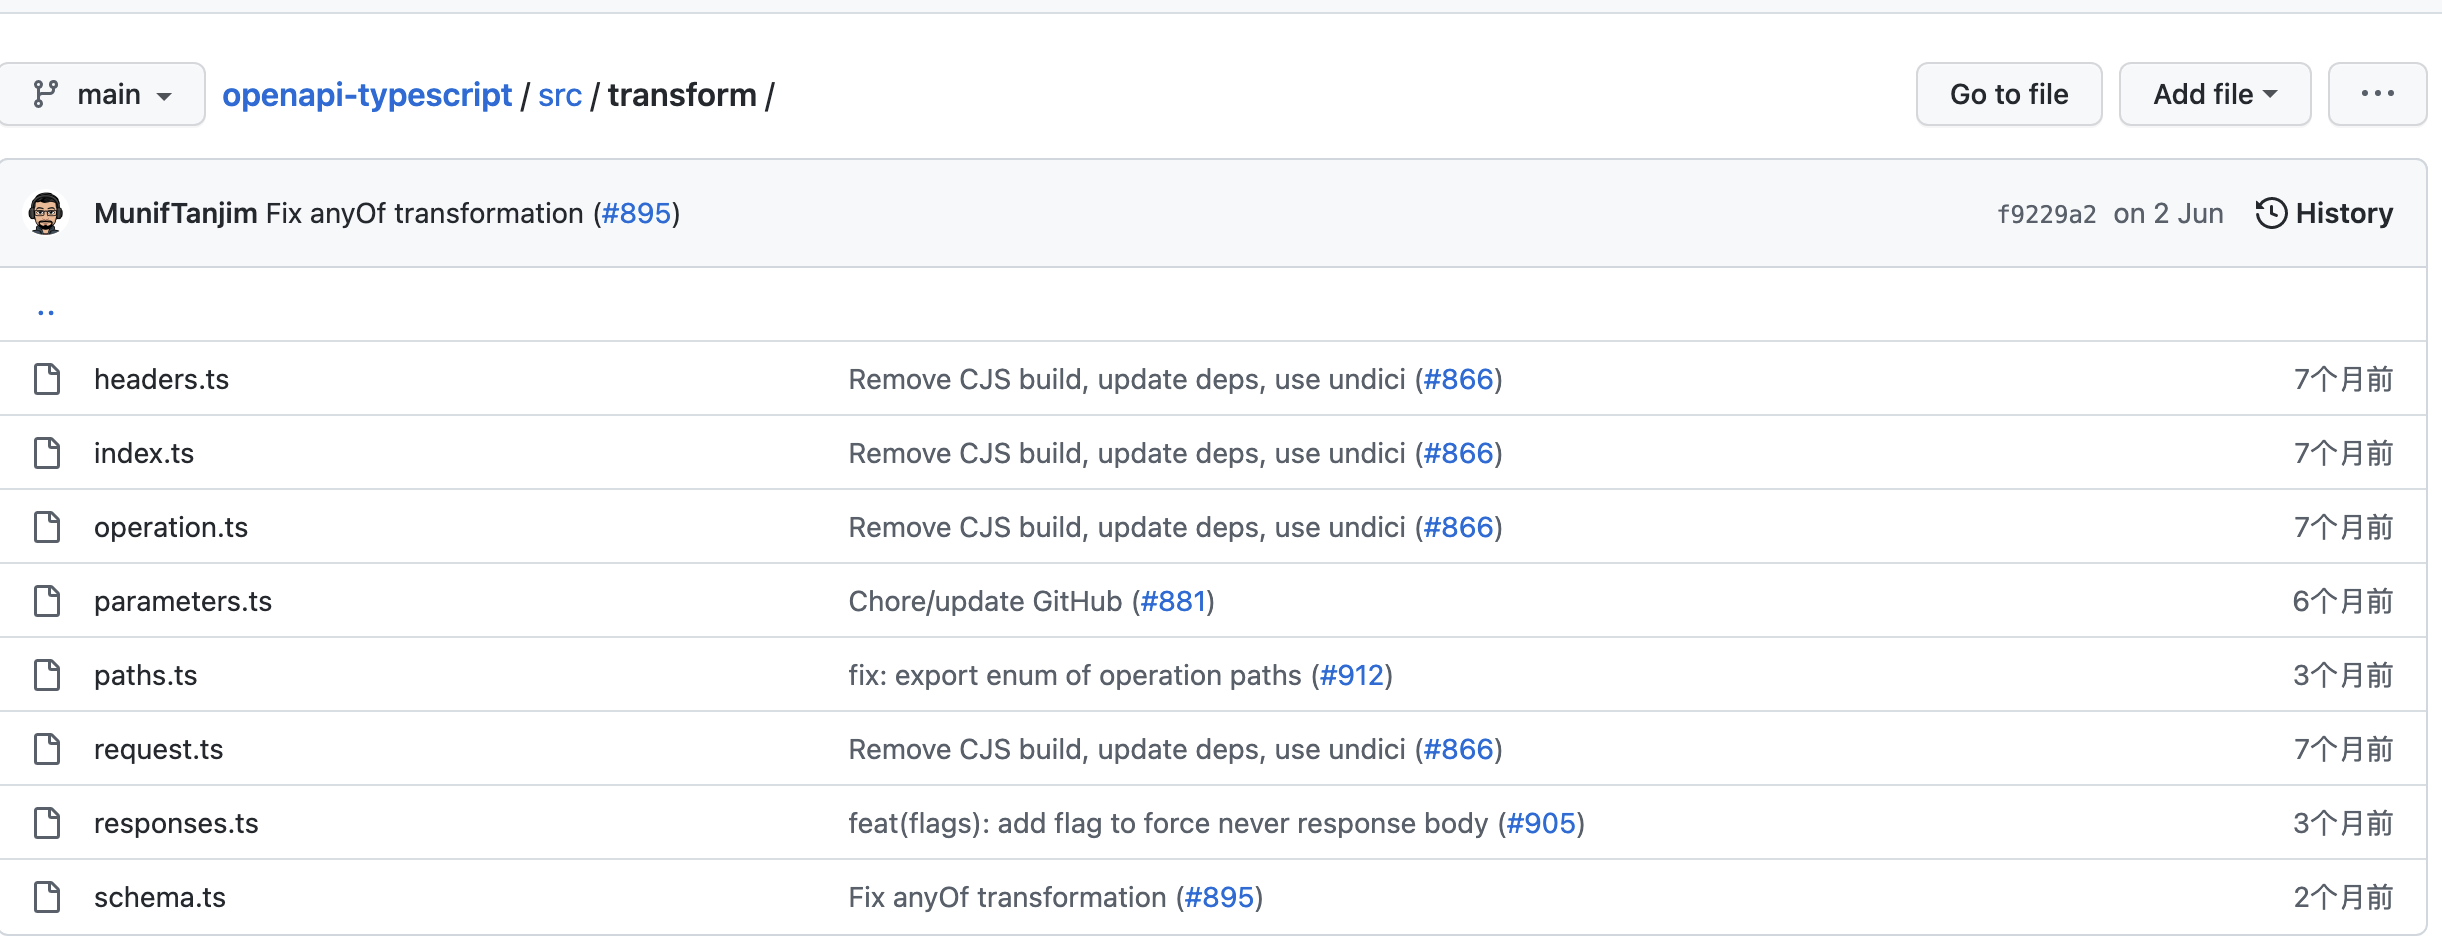 main openapi-typescript / src / transform / Go to file Add file ...
MunifTanjim Fix anyOf transformation (#895) f9229a2 on 2 Jun History
..
headers.ts Remove CJS build, update deps, use undici (#866) 7个月前
index.ts Remove CJS build, update deps, use undici (#866) 7个月前
operation.ts Remove CJS build, update deps, use undici (#866) 7个月前
parameters.ts Chore/update GitHub (#881) 6个月前
paths.ts fix: export enum of operation paths (#912) 3个月前
request.ts Remove CJS build, update deps, use undici (#866) 7个月前
responses.ts feat(flags): add flag to force never response body (#905) 3个月前
schema.ts Fix anyOf transformation (#895) 2个月前